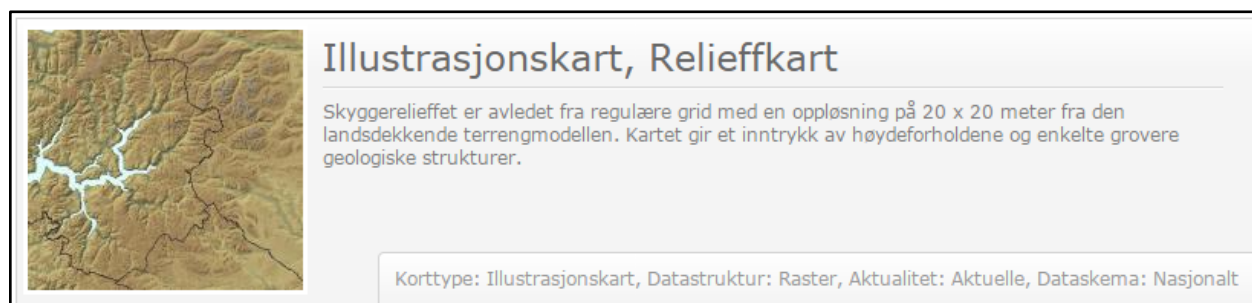 Illustrasjonskart, Relieffkart
Skyggerelieffet er avledet fra regulære grid med en oppløsning på 20 x 20 meter fra den
landsdekkende terrengmodellen. Kartet gir et inntrykk av høydeforholdene og enkelte grovere
geologiske strukturer.
Korttype: Illustrasjonskart, Datastruktur: Raster, Aktualitet: Aktuelle, Dataskema: Nasjonalt